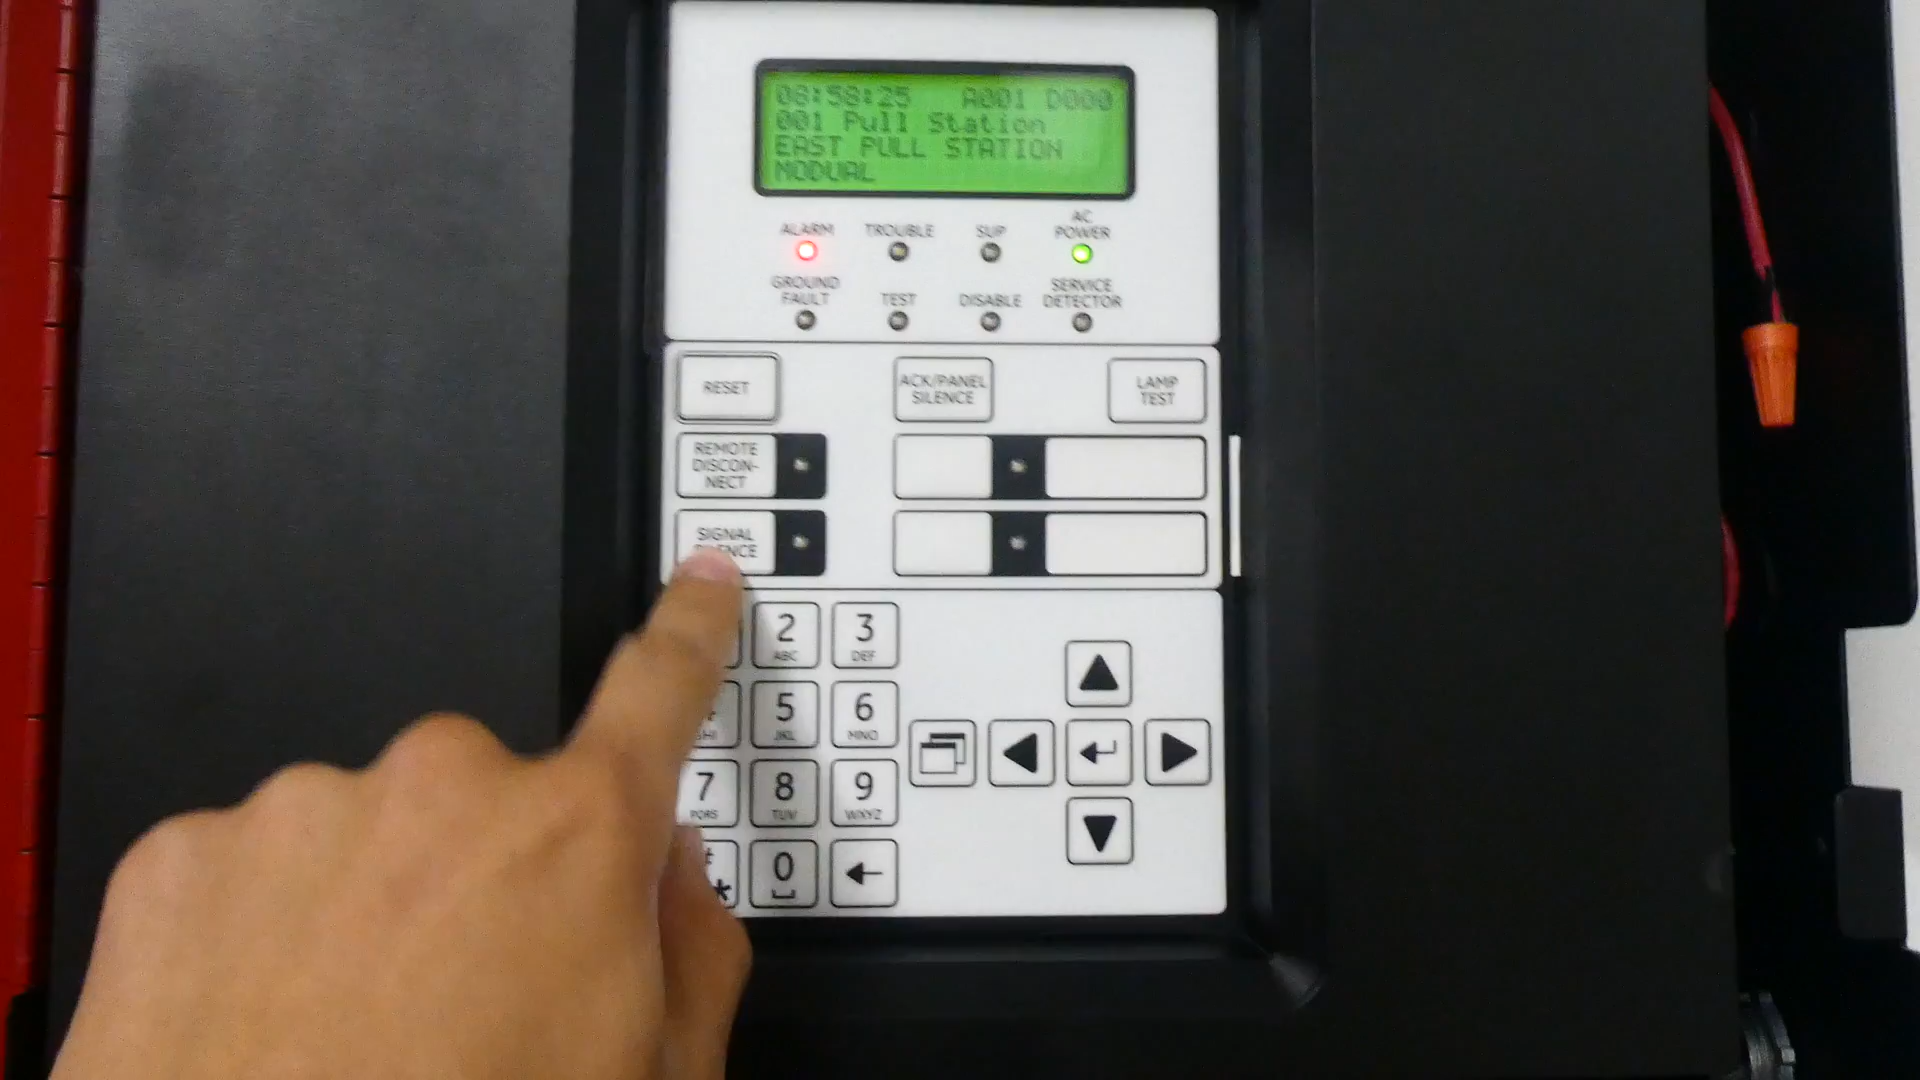 08:58:25 A001 D000
001 Pull Station
EAST PULL STATION
MODUAL
ALARM
TROUBLE
SUP
AC
POWER
GROUND
FAULT
TEST
DISABLE
SERVICE
DETECTOR
RESET
ACK/PANEL
SILENCE
LAMP
TEST
REMOTE
DISCON-
NECT
SIGNAL
2
ABC
3
DEF
5
JKL
6
MNO
7
PQRS
8
TUV
9
WXYZ
*
0